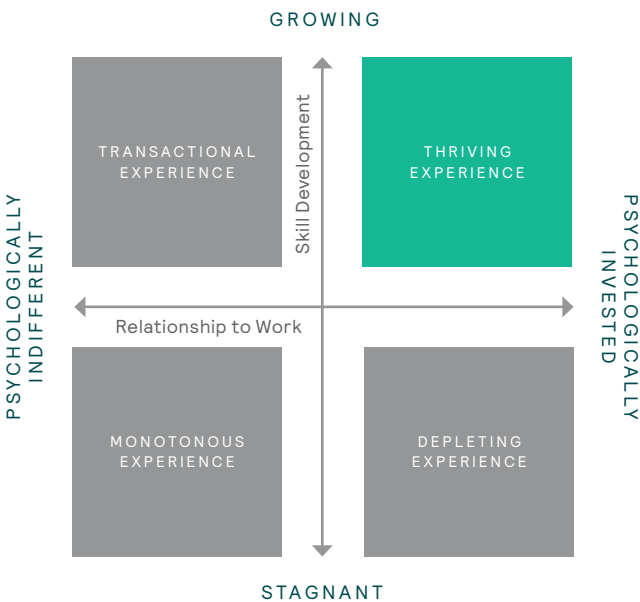 GROWING
TRANSACTIONAL
EXPERIENCE
Skill Development
THRIVING
EXPERIENCE
PSYCHOLOGICALLY
INDIFFERENT
PSYCHOLOGICALLY
INVESTED
Relationship to Work
MONOTONOUS
EXPERIENCE
DEPLETING
EXPERIENCE
STAGNANT